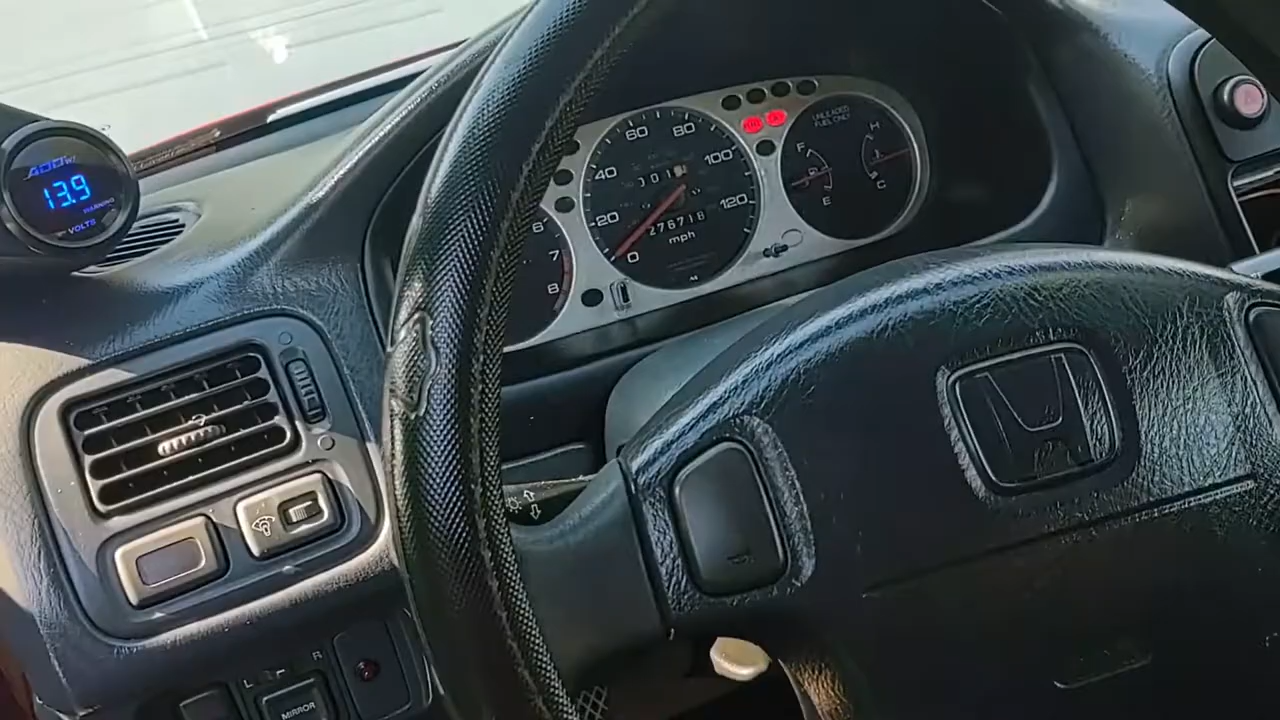 13.9
WARNING
VOLTS
UNLEADED
FUEL ONLY
0
20
40
60
80
100
120
276718
mph
6
7
8
F
E
H
C
L
R
MIRROR